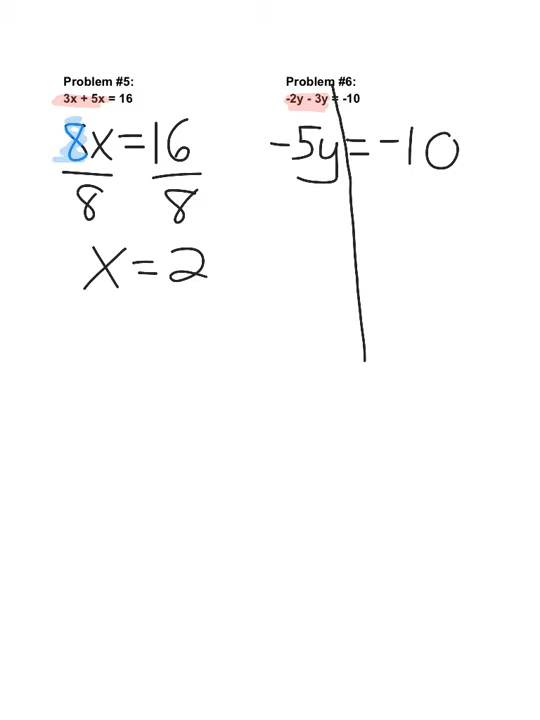 Problem #5:
3x + 5x = 16
8x = 16
8 8
x = 2
Problem #6:
-2y - 3y = -10
-5y = -10